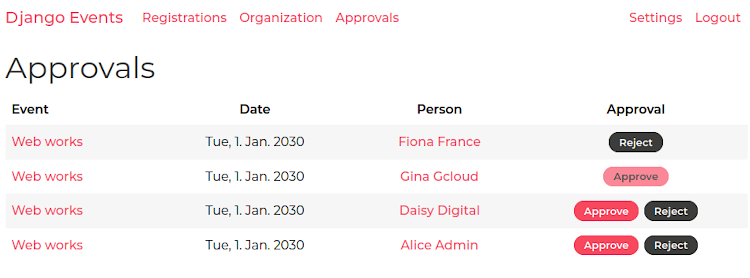 Django Events Registrations Organization Approvals Settings Logout
Approvals
Event Date Person Approval
Web works Tue, 1. Jan. 2030 Fiona France Reject
Web works Tue, 1. Jan. 2030 Gina Gcloud Approve
Web works Tue, 1. Jan. 2030 Daisy Digital Approve Reject
Web works Tue, 1. Jan. 2030 Alice Admin Approve Reject